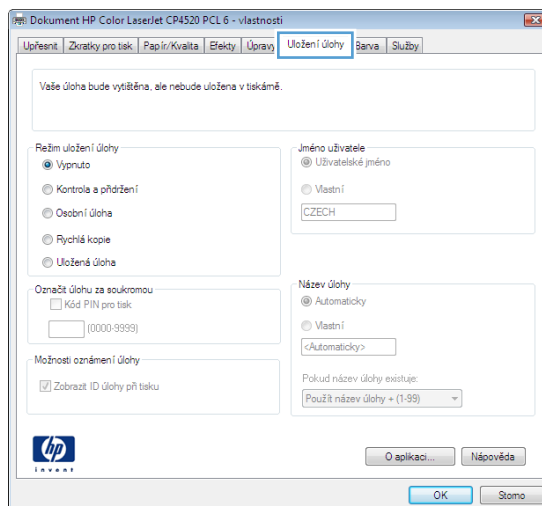 Dokument HP Color LaserJet CP4520 PCL 6 - vlastnosti
Upřesnit Zkratky pro tisk Papír/Kvalita Efekty Úpravy Uložení úlohy Barva Služby
Vaše úloha bude vytištěna, ale nebude uložena v tiskárně.
Režim uložení úlohy
Vypnuto
Kontrola a přidržení
Osobní úloha
Rychlá kopie
Uložená úloha
Jméno uživatele
Uživatelské jméno
Vlastní
CZECH
Označit úlohu za soukromou
Kód PIN pro tisk
(0000-9999)
Možnosti oznámení úlohy
Zobrazit ID úlohy při tisku
Název úlohy
Automaticky
Vlastní
<Automaticky>
Pokud název úlohy existuje:
Použít název úlohy + (1-99)
hp
invent
O aplikaci... Nápověda
OK Storno